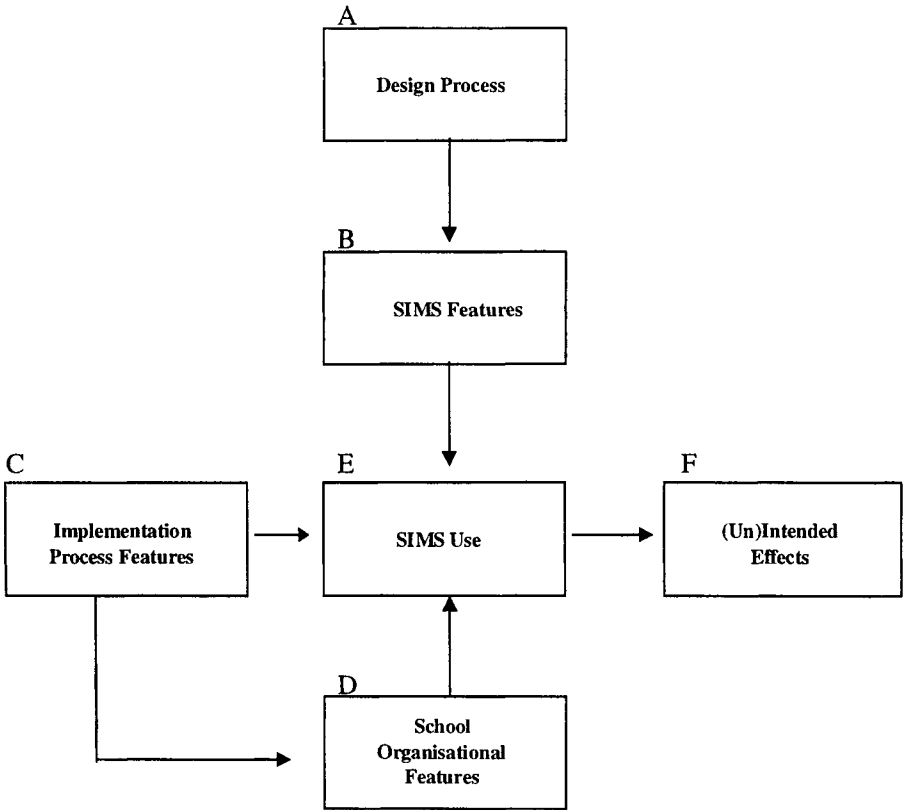 A
Design Process
B
SIMS Features
C
Implementation
Process Features
E
SIMS Use
F
(Un)Intended
Effects
D
School
Organisational
Features